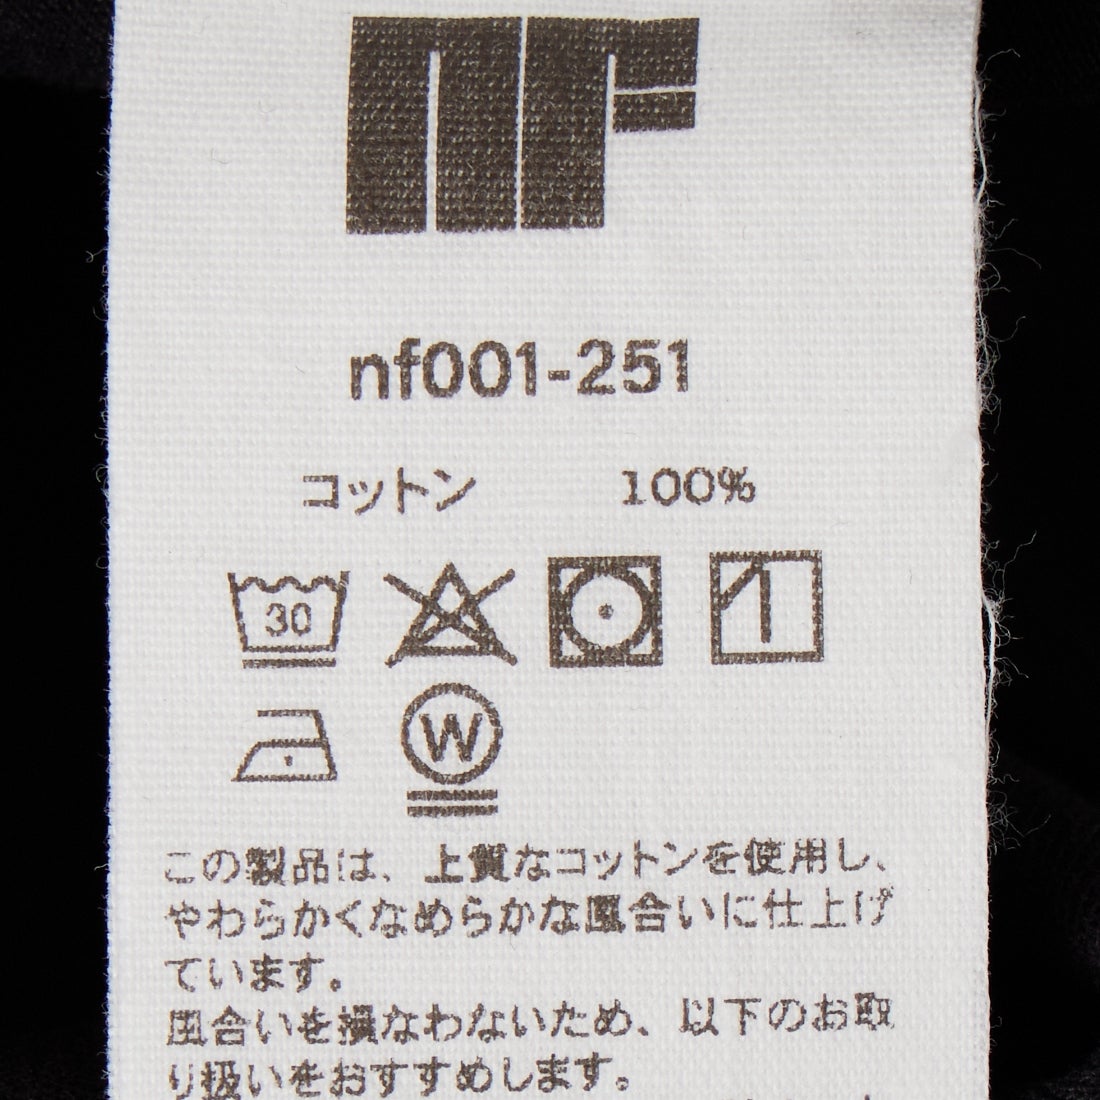 nf
nf001-251
コットン 100%
30
W
この製品は、上質なコットンを使用し、
やわらかくなめらかな風合いに仕上げ
ています。
風合いを損なわないため、以下のお取
り扱いをおすすめします。